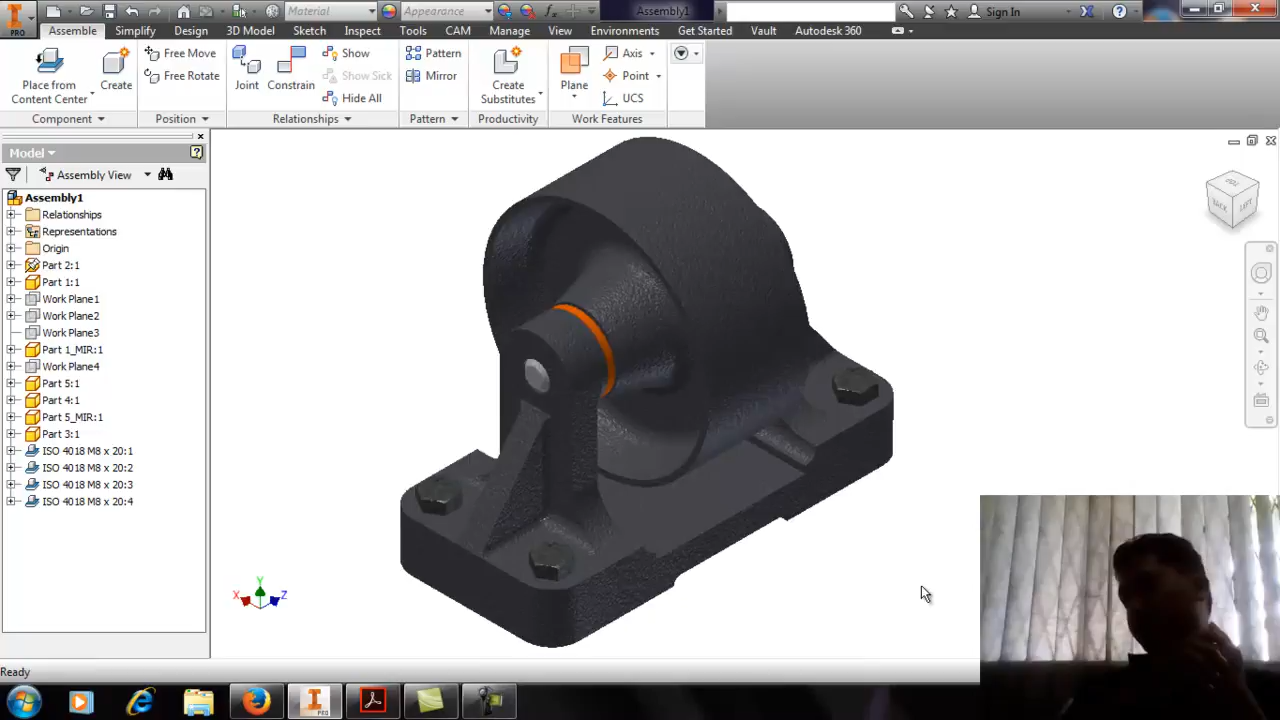 Material
Appearance
Assembly1
Sign In
PRO
Assemble Simplify Design 3D Model Sketch Inspect Tools CAM Manage View Environments Get Started Vault Autodesk 360
Place from Content Center
Create
Free Move
Free Rotate
Joint
Constrain
Show
Show Sick
Hide All
Pattern
Mirror
Create Substitutes
Plane
Axis
Point
UCS
Component
Position
Relationships
Pattern
Productivity
Work Features
Model
Assembly View
Assembly1
Relationships
Representations
Origin
Part 2:1
Part 1:1
Work Plane1
Work Plane2
Work Plane3
Part 1_MIR:1
Work Plane4
Part 5:1
Part 4:1
Part 5_MIR:1
Part 3:1
ISO 4018 M8 x 20:1
ISO 4018 M8 x 20:2
ISO 4018 M8 x 20:3
ISO 4018 M8 x 20:4
BACK
LEFT
X
Y
Z
Ready
PRO